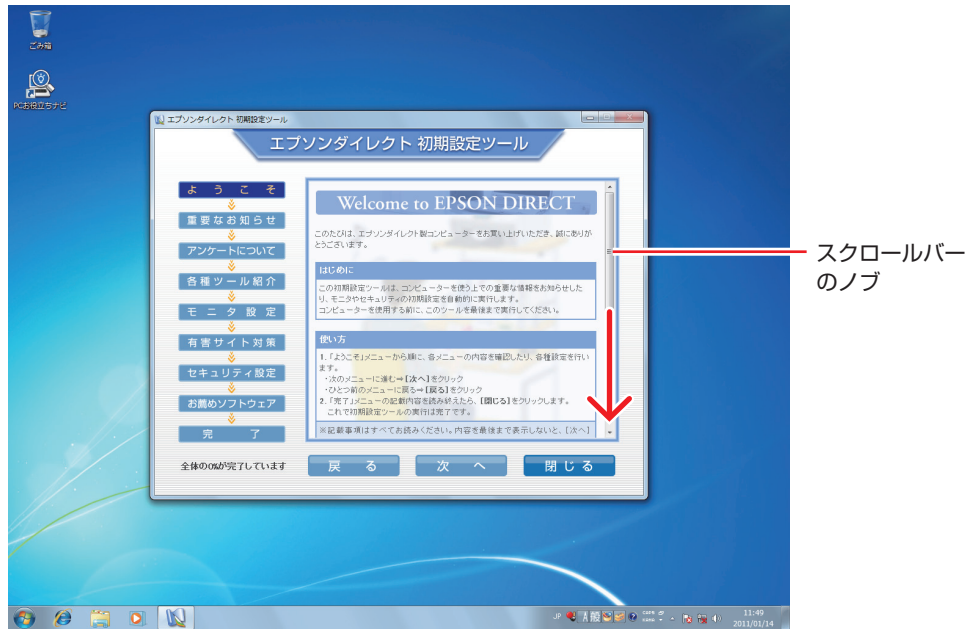 ごみ箱
PCお役立ちナビ
エプソンダイレクト 初期設定ツール
エプソンダイレクト 初期設定ツール
ようこそ
重要なお知らせ
アンケートについて
各種ツール紹介
モニタ設定
有害サイト対策
セキュリティ設定
お薦めソフトウェア
完了
Welcome to EPSON DIRECT
このたびは、エプソンダイレクト製コンピューターをお買い上げいただき、誠にありが
とうございます。
はじめに
この初期設定ツールは、コンピューターを使う上での重要な情報をお知らせした
り、モニタやセキュリティの初期設定を自動的に実行します。
コンピューターを使用する前に、このツールを最後まで実行してください。
使い方
1.「ようこそ」メニューから順に、各メニューの内容を確認したり、各種設定を行い
ます。
・次のメニューに進む⇒[次へ]をクリック
・ひとつ前のメニューに戻る⇒[戻る]をクリック
2.「完了」メニューの記載内容を読み終えたら、[閉じる]をクリックします。
これで初期設定ツールの実行は完了です。
※記載事項はすべてお読みください。内容を最後まで表示しないと、[次へ]
全体の0%が完了しています
戻る
次へ
閉じる
スクロールバー
のノブ
JP
A 般
CAPS
KANA
11:49
2011/01/14